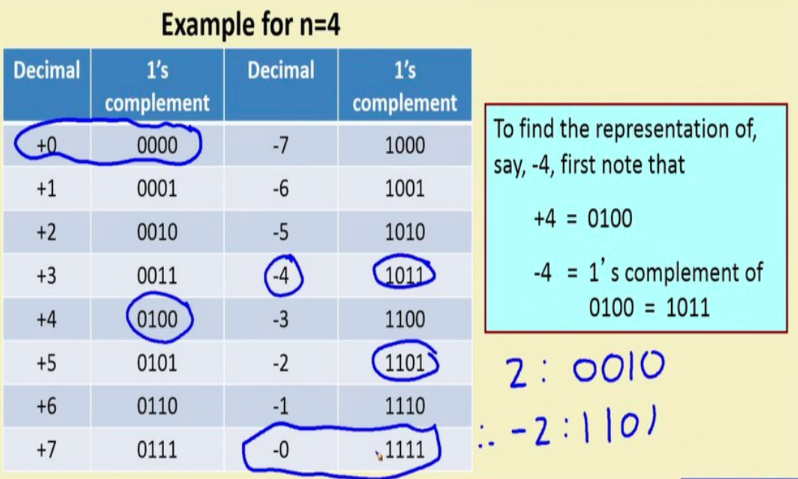 Example for n=4
Decimal 1's complement Decimal 1's complement
+0 0000 -7 1000
+1 0001 -6 1001
+2 0010 -5 1010
+3 0011 -4 1011
+4 0100 -3 1100
+5 0101 -2 1101
+6 0110 -1 1110
+7 0111 -0 1111
To find the representation of,
say, -4, first note that
+4 = 0100
-4 = 1's complement of
0100 = 1011
2: 0010
∴ -2:1101